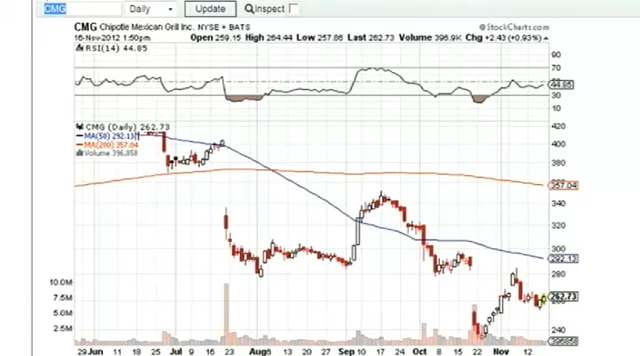 CMG Daily Update Inspect
CMG Chipotle Mexican Grill Inc. NYSE + BATS © StockCharts.com
16-Nov-2012 1:50pm Open 259.15 High 264.44 Low 257.86 Last 262.73 Volume 396.9K Chg +2.43 (+0.93%)
RSI(14) 44.85
90
70
50
44.85
30
10
CMG (Daily) 262.73
MA(50) 292.13
MA(200) 357.04
Volume 396,858
420
400
380
357.04
340
320
300
292.13
280
262.73
240
10.0M
7.5M
5.0M
2.5M
396858
29 Jun 11 18 25 Jul 9 16 23 Aug 6 13 20 27 Sep 10 17 24 Oct 8 15 22 Nov 12